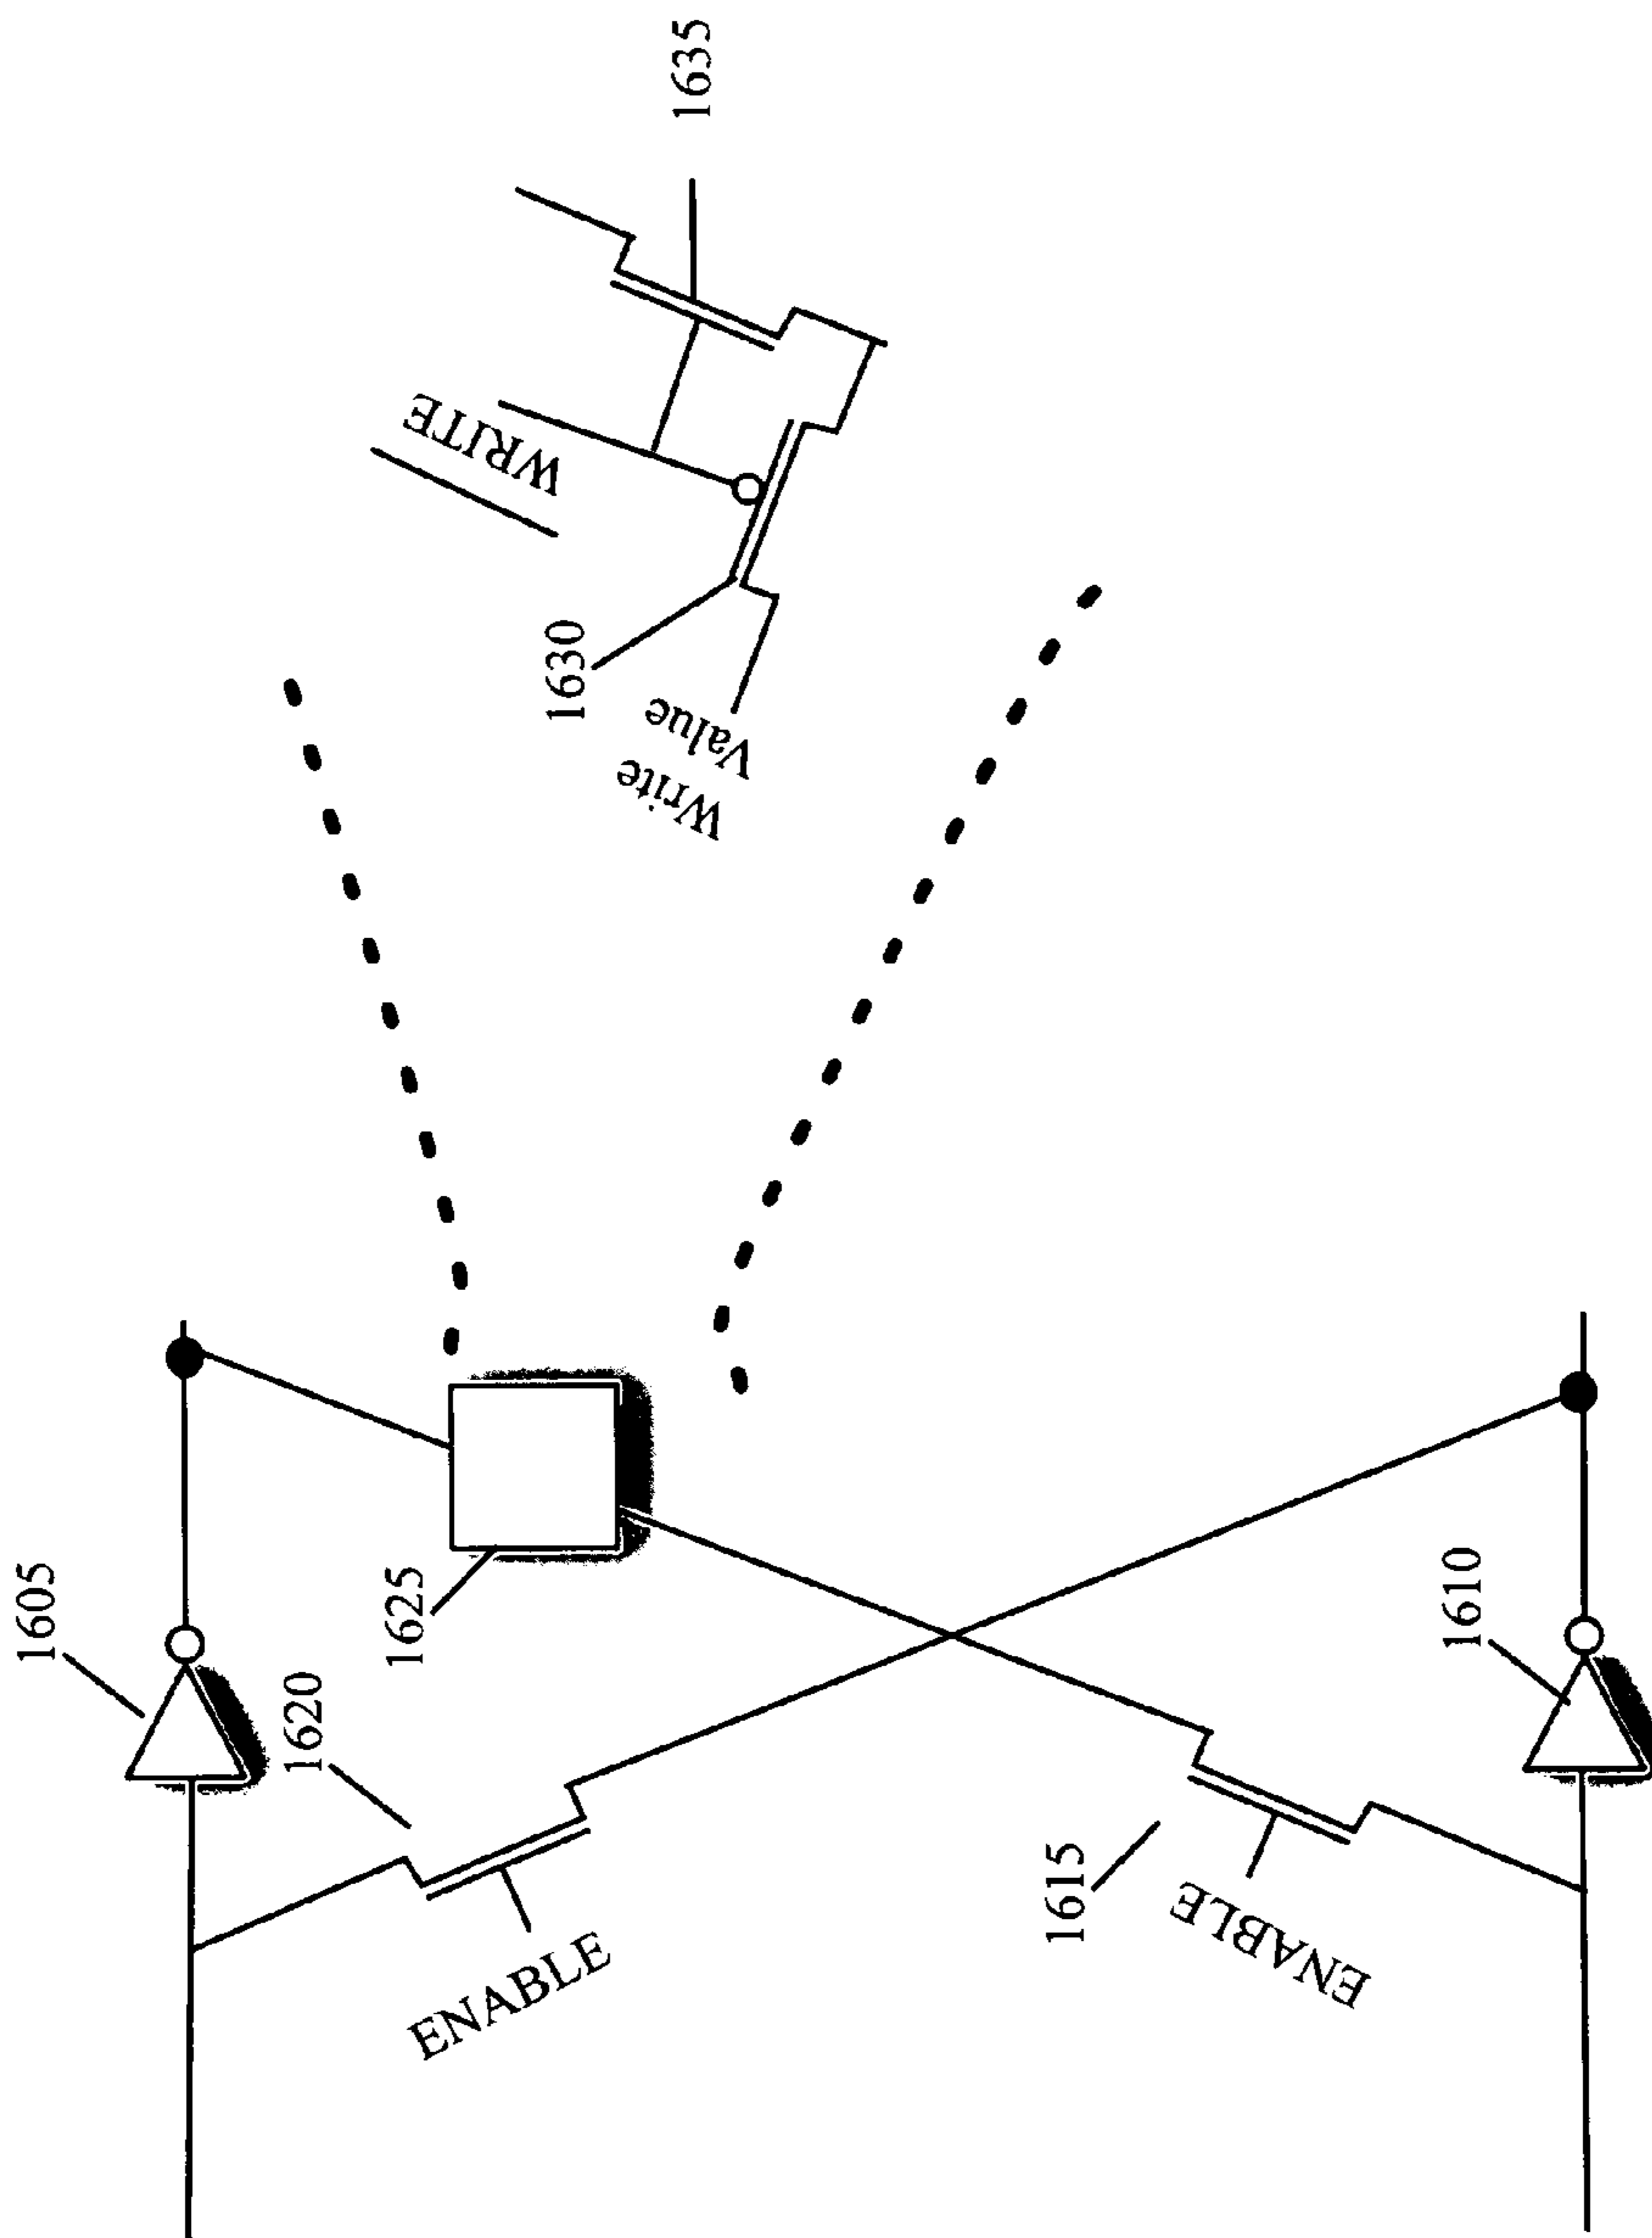 1605
1620
1625
ENABLE
WRITE
1630
Write
Value
1635
1615
ENABLE
1610